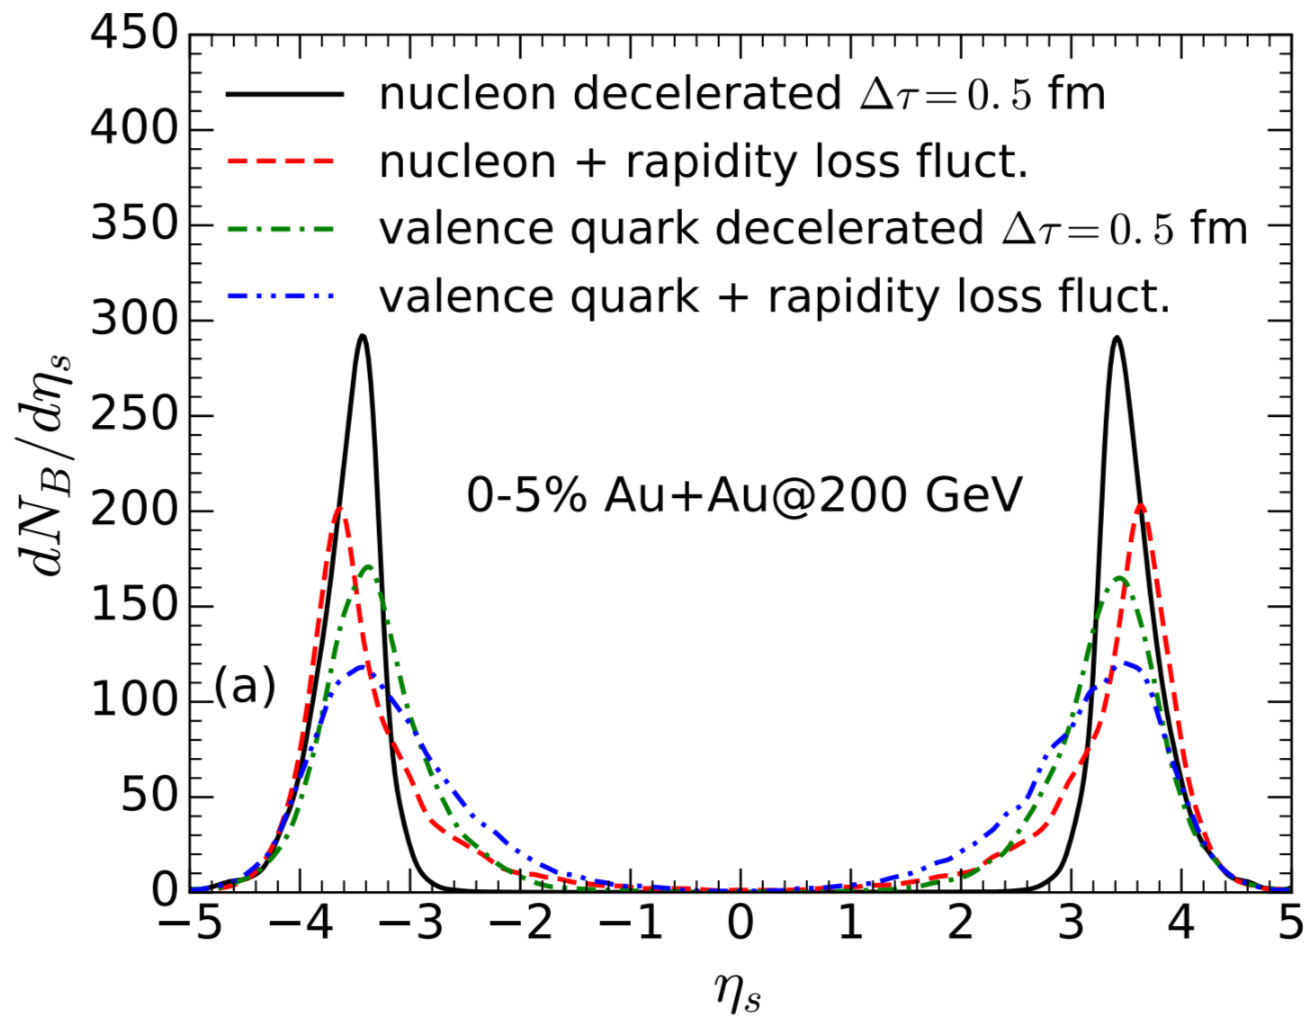 450
400
350
300
250
200
150
100
50
0
dN_B/dη_s
nucleon decelerated Δτ=0.5 fm
nucleon + rapidity loss fluct.
valence quark decelerated Δτ=0.5 fm
valence quark + rapidity loss fluct.
0-5% Au+Au@200 GeV
(a)
−5 −4 −3 −2 −1 0 1 2 3 4 5
η_s